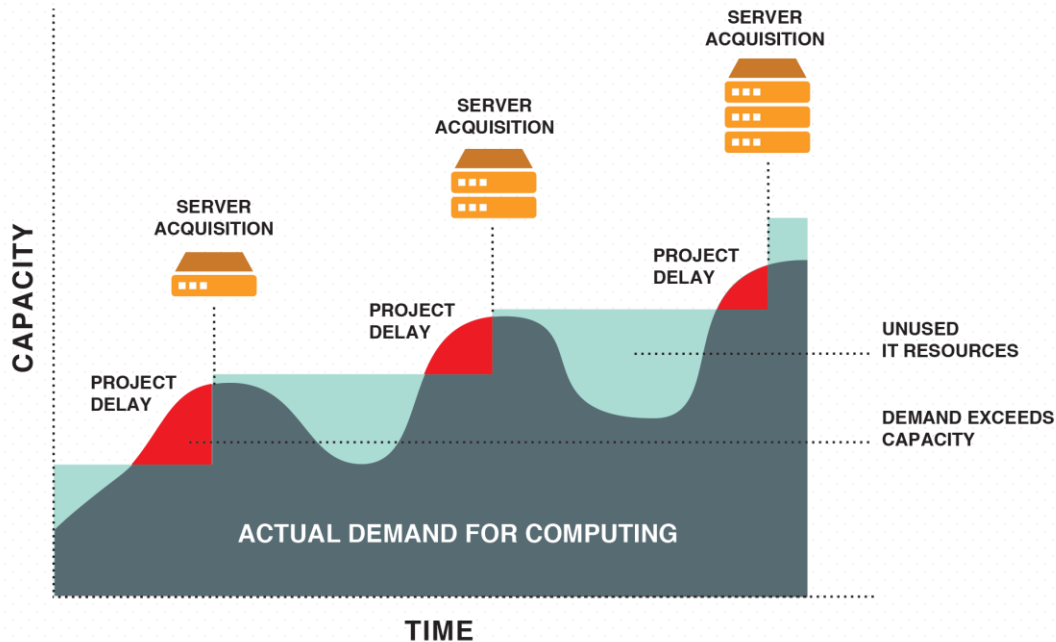 SERVER
ACQUISITION
SERVER
ACQUISITION
SERVER
ACQUISITION
PROJECT
DELAY
PROJECT
DELAY
PROJECT
DELAY
CAPACITY
UNUSED
IT RESOURCES
DEMAND EXCEEDS
CAPACITY
ACTUAL DEMAND FOR COMPUTING
TIME